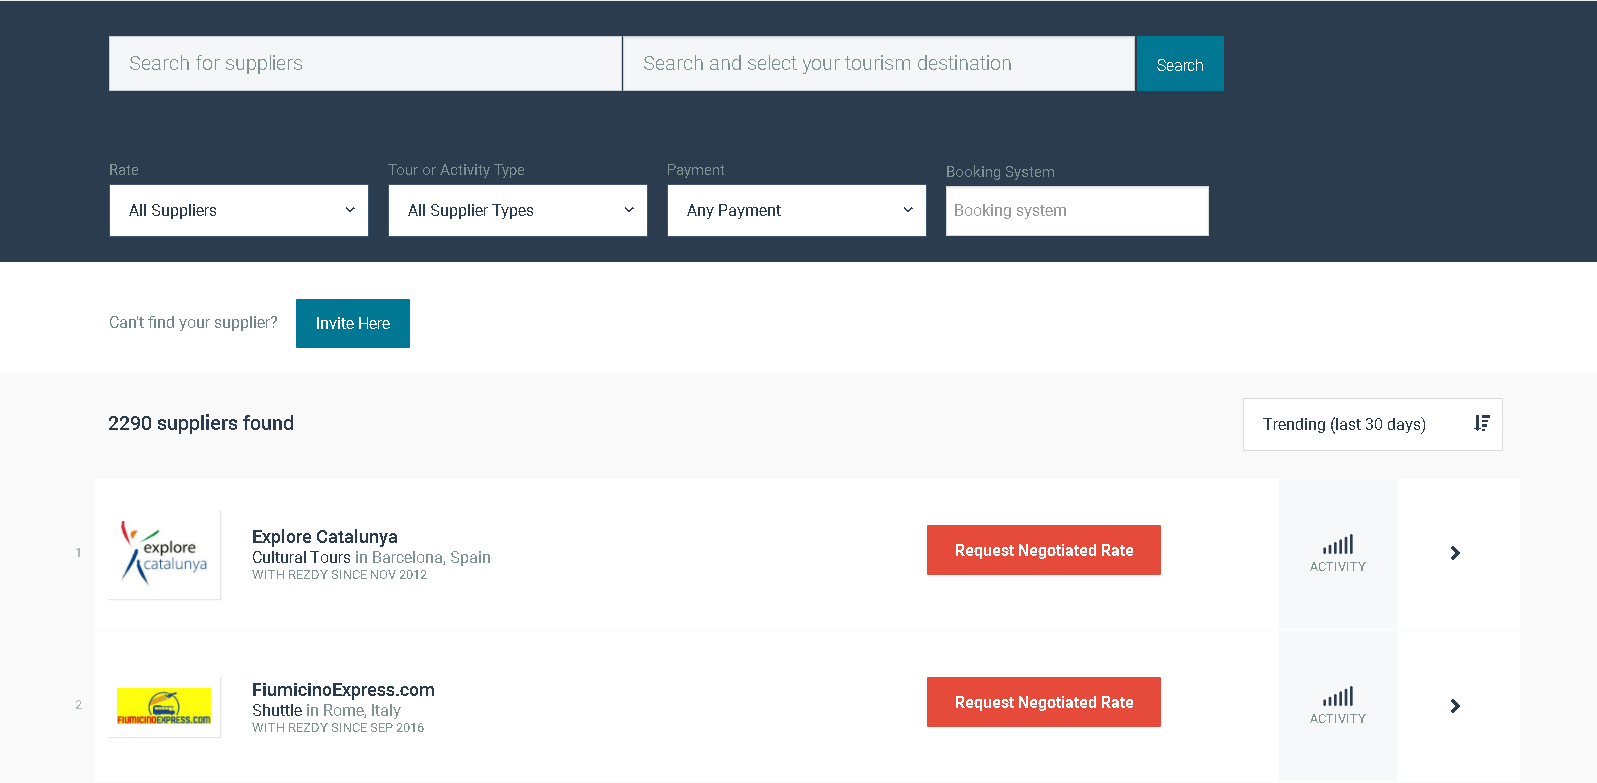 Search for suppliers
Search and select your tourism destination
Search
Rate
Tour or Activity Type
Payment
Booking System
All Suppliers
All Supplier Types
Any Payment
Booking system
Can't find your supplier?
Invite Here
2290 suppliers found
Trending (last 30 days)
1
explore
catalunya
Explore Catalunya
Cultural Tours in Barcelona, Spain
WITH REZDY SINCE NOV 2012
Request Negotiated Rate
ACTIVITY
2
FIUMICINOEXPRESS.COM
FiumicinoExpress.com
Shuttle in Rome, Italy
WITH REZDY SINCE SEP 2016
Request Negotiated Rate
ACTIVITY